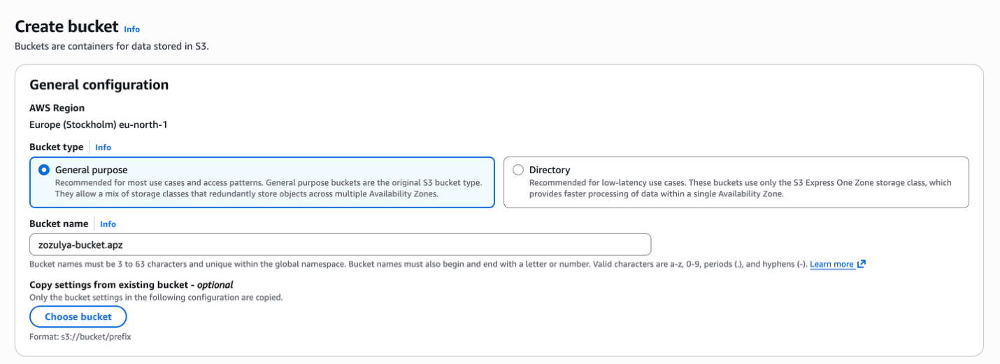 Create bucket Info
Buckets are containers for data stored in S3.
General configuration
AWS Region
Europe (Stockholm) eu-north-1
Bucket type Info
General purpose
Recommended for most use cases and access patterns. General purpose buckets are the original S3 bucket type.
They allow a mix of storage classes that redundantly store objects across multiple Availability Zones.
Directory
Recommended for low-latency use cases. These buckets use only the S3 Express One Zone storage class, which
provides faster processing of data within a single Availability Zone.
Bucket name Info
zozulya-bucket.apz
Bucket names must be 3 to 63 characters and unique within the global namespace. Bucket names must also begin and end with a letter or number. Valid characters are a-z, 0-9, periods (.), and hyphens (-). Learn more
Copy settings from existing bucket - optional
Only the bucket settings in the following configuration are copied.
Choose bucket
Format: s3://bucket/prefix